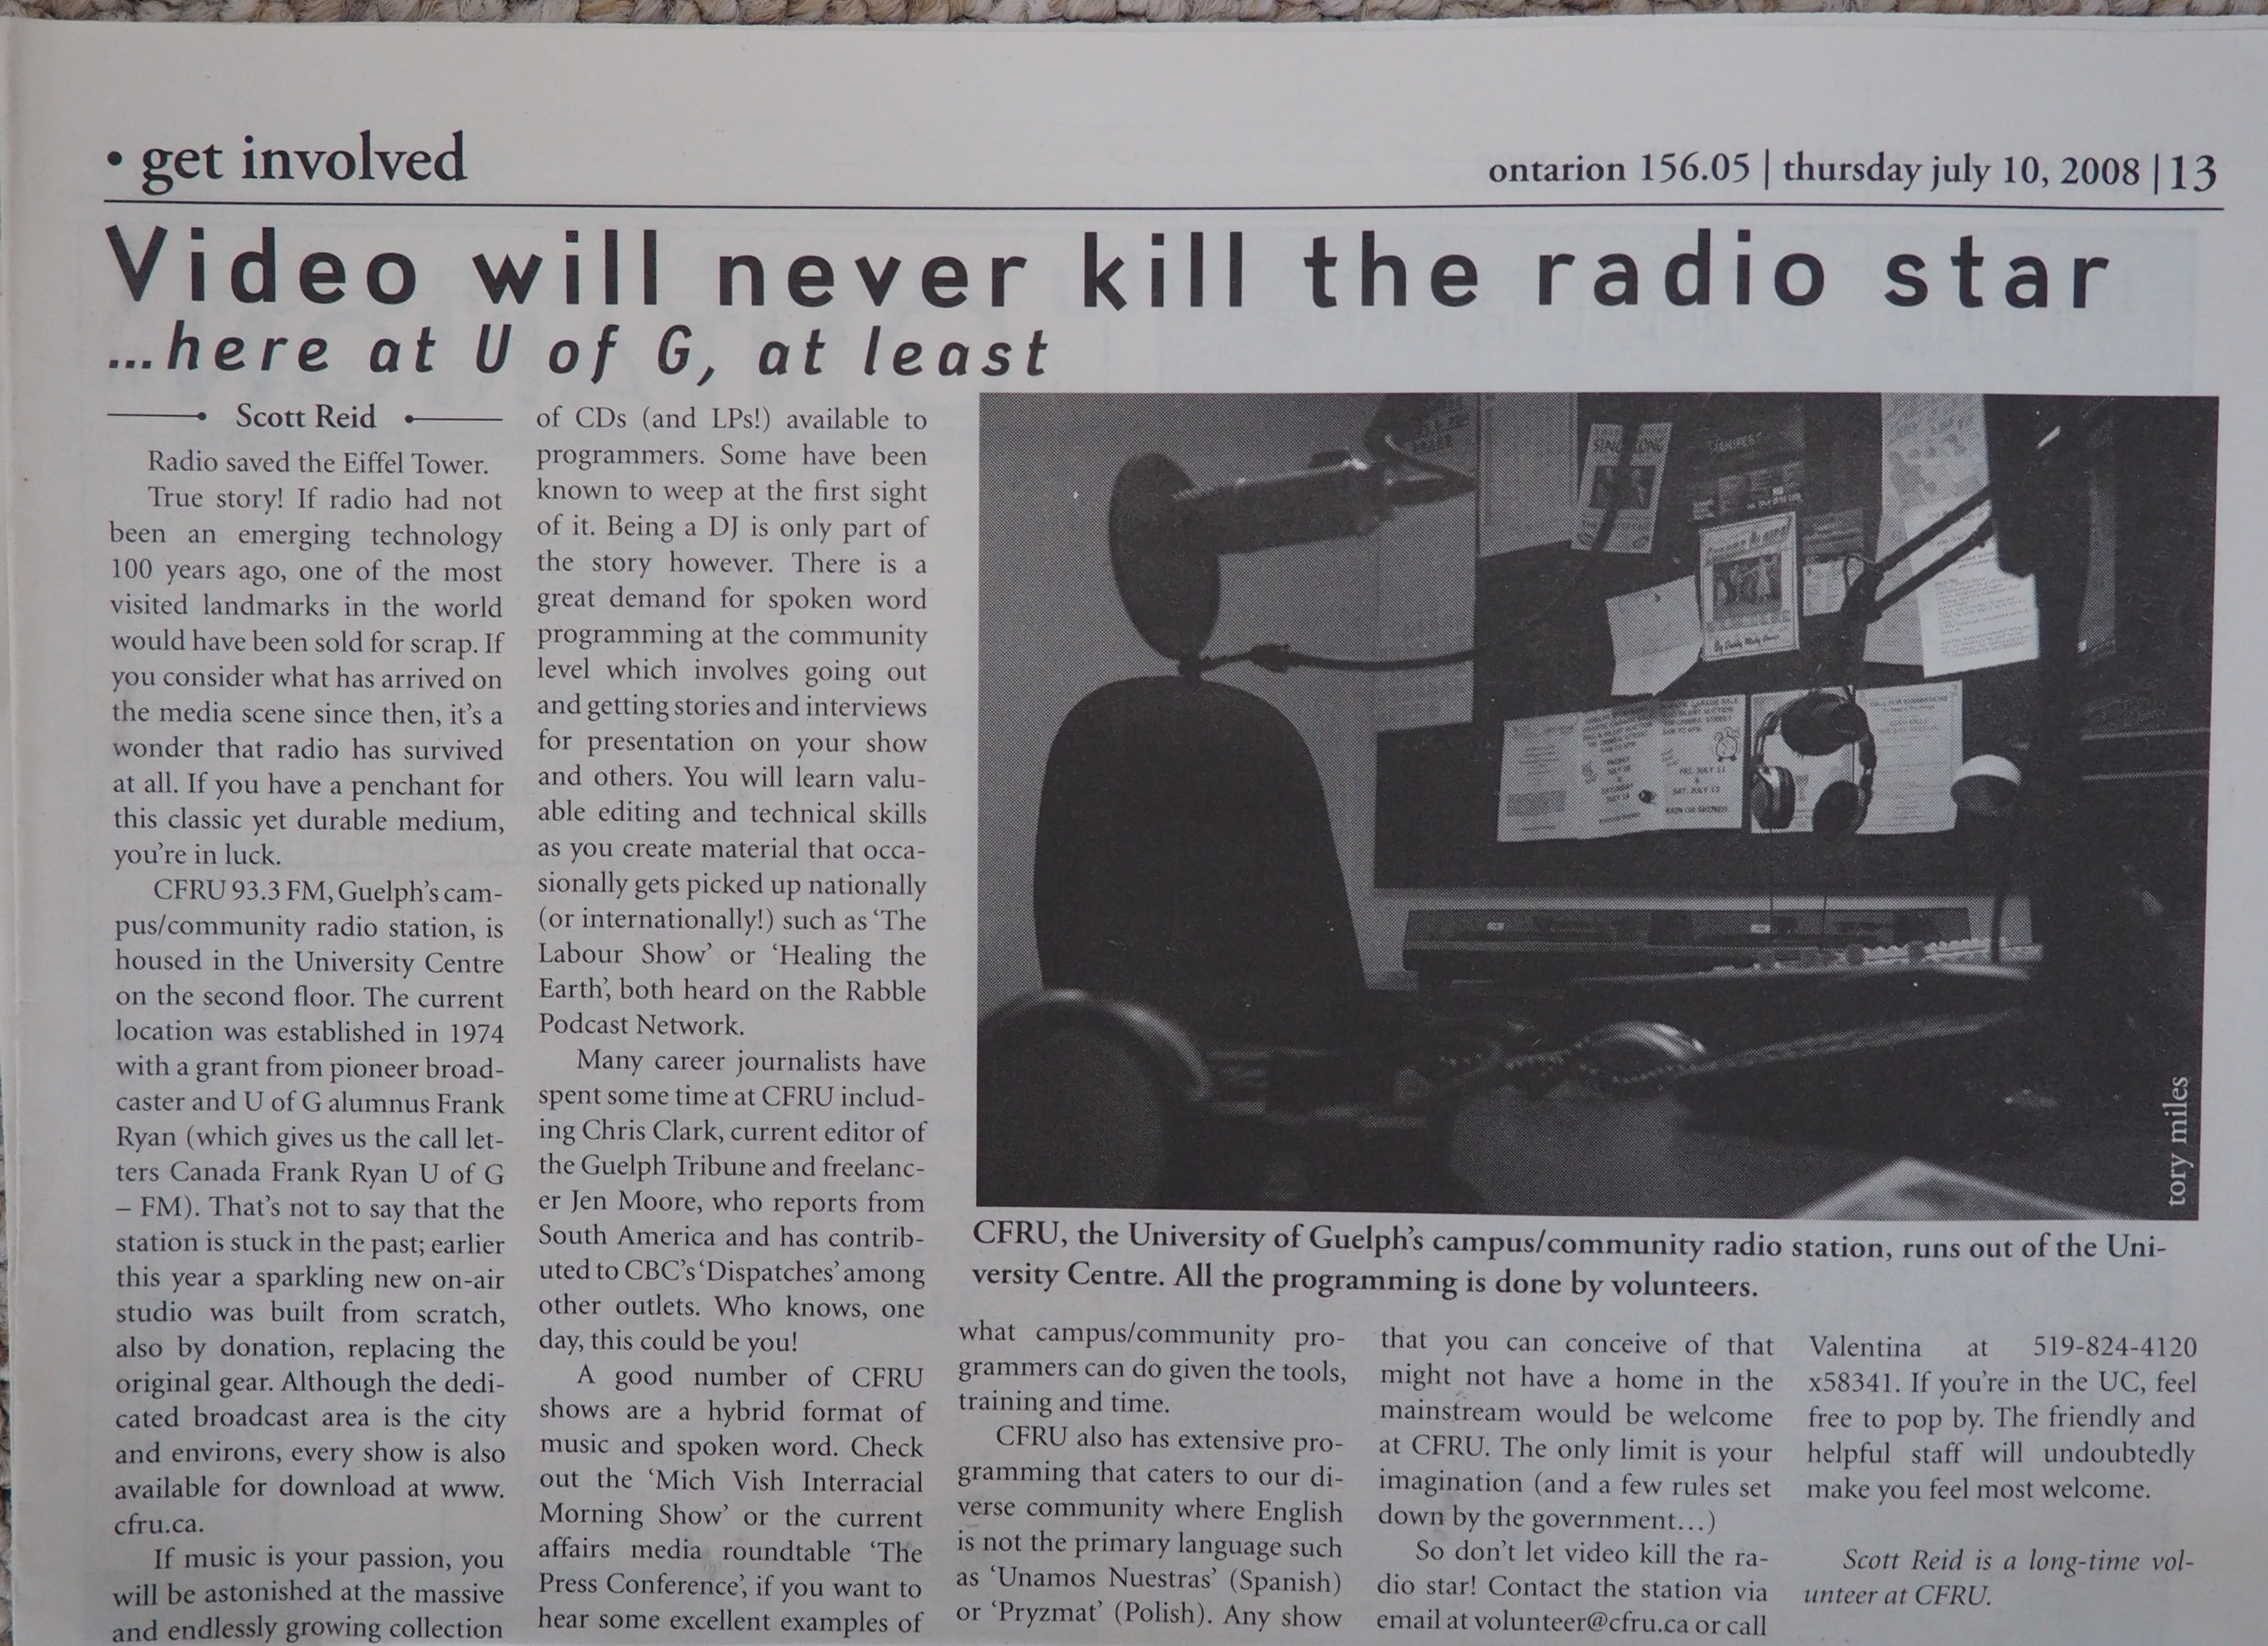 • get involved
ontarion 156.05 | thursday july 10, 2008 | 13
Video will never kill the radio star
...here at U of G, at least
Scott Reid
Radio saved the Eiffel Tower.
True story! If radio had not
been an emerging technology
100 years ago, one of the most
visited landmarks in the world
would have been sold for scrap. If
you consider what has arrived on
the media scene since then, it's a
wonder that radio has survived
at all. If you have a penchant for
this classic yet durable medium,
you're in luck.
CFRU 93.3 FM, Guelph's cam-
pus/community radio station, is
housed in the University Centre
on the second floor. The current
location was established in 1974
with a grant from pioneer broad-
caster and U of G alumnus Frank
Ryan (which gives us the call let-
ters Canada Frank Ryan U of G
– FM). That's not to say that the
station is stuck in the past; earlier
this year a sparkling new on-air
studio was built from scratch,
also by donation, replacing the
original gear. Although the dedi-
cated broadcast area is the city
and environs, every show is also
available for download at www.
cfru.ca.
If music is your passion, you
will be astonished at the massive
and endlessly growing collection
of CDs (and LPs!) available to
programmers. Some have been
known to weep at the first sight
of it. Being a DJ is only part of
the story however. There is a
great demand for spoken word
programming at the community
level which involves going out
and getting stories and interviews
for presentation on your show
and others. You will learn valu-
able editing and technical skills
as you create material that occa-
sionally gets picked up nationally
(or internationally!) such as 'The
Labour Show' or 'Healing the
Earth', both heard on the Rabble
Podcast Network.
Many career journalists have
spent some time at CFRU includ-
ing Chris Clark, current editor of
the Guelph Tribune and freelanc-
er Jen Moore, who reports from
South America and has contrib-
uted to CBC's 'Dispatches' among
other outlets. Who knows, one
day, this could be you!
A good number of CFRU
shows are a hybrid format of
music and spoken word. Check
out the 'Mich Vish Interracial
Morning Show' or the current
affairs media roundtable 'The
Press Conference', if you want to
hear some excellent examples of
FRI. JULY 11
&
SAT. JULY 12
tory miles
CFRU, the University of Guelph's campus/community radio station, runs out of the Uni-
versity Centre. All the programming is done by volunteers.
what campus/community pro-
grammers can do given the tools,
training and time.
CFRU also has extensive pro-
gramming that caters to our di-
verse community where English
is not the primary language such
as 'Unamos Nuestras' (Spanish)
or 'Pryzmat' (Polish). Any show
that you can conceive of that
might not have a home in the
mainstream would be welcome
at CFRU. The only limit is your
imagination (and a few rules set
down by the government...)
So don't let video kill the ra-
dio star! Contact the station via
email at volunteer@cfru.ca or call
Valentina at 519-824-4120
x58341. If you're in the UC, feel
free to pop by. The friendly and
helpful staff will undoubtedly
make you feel most welcome.
Scott Reid is a long-time vol-
unteer at CFRU.